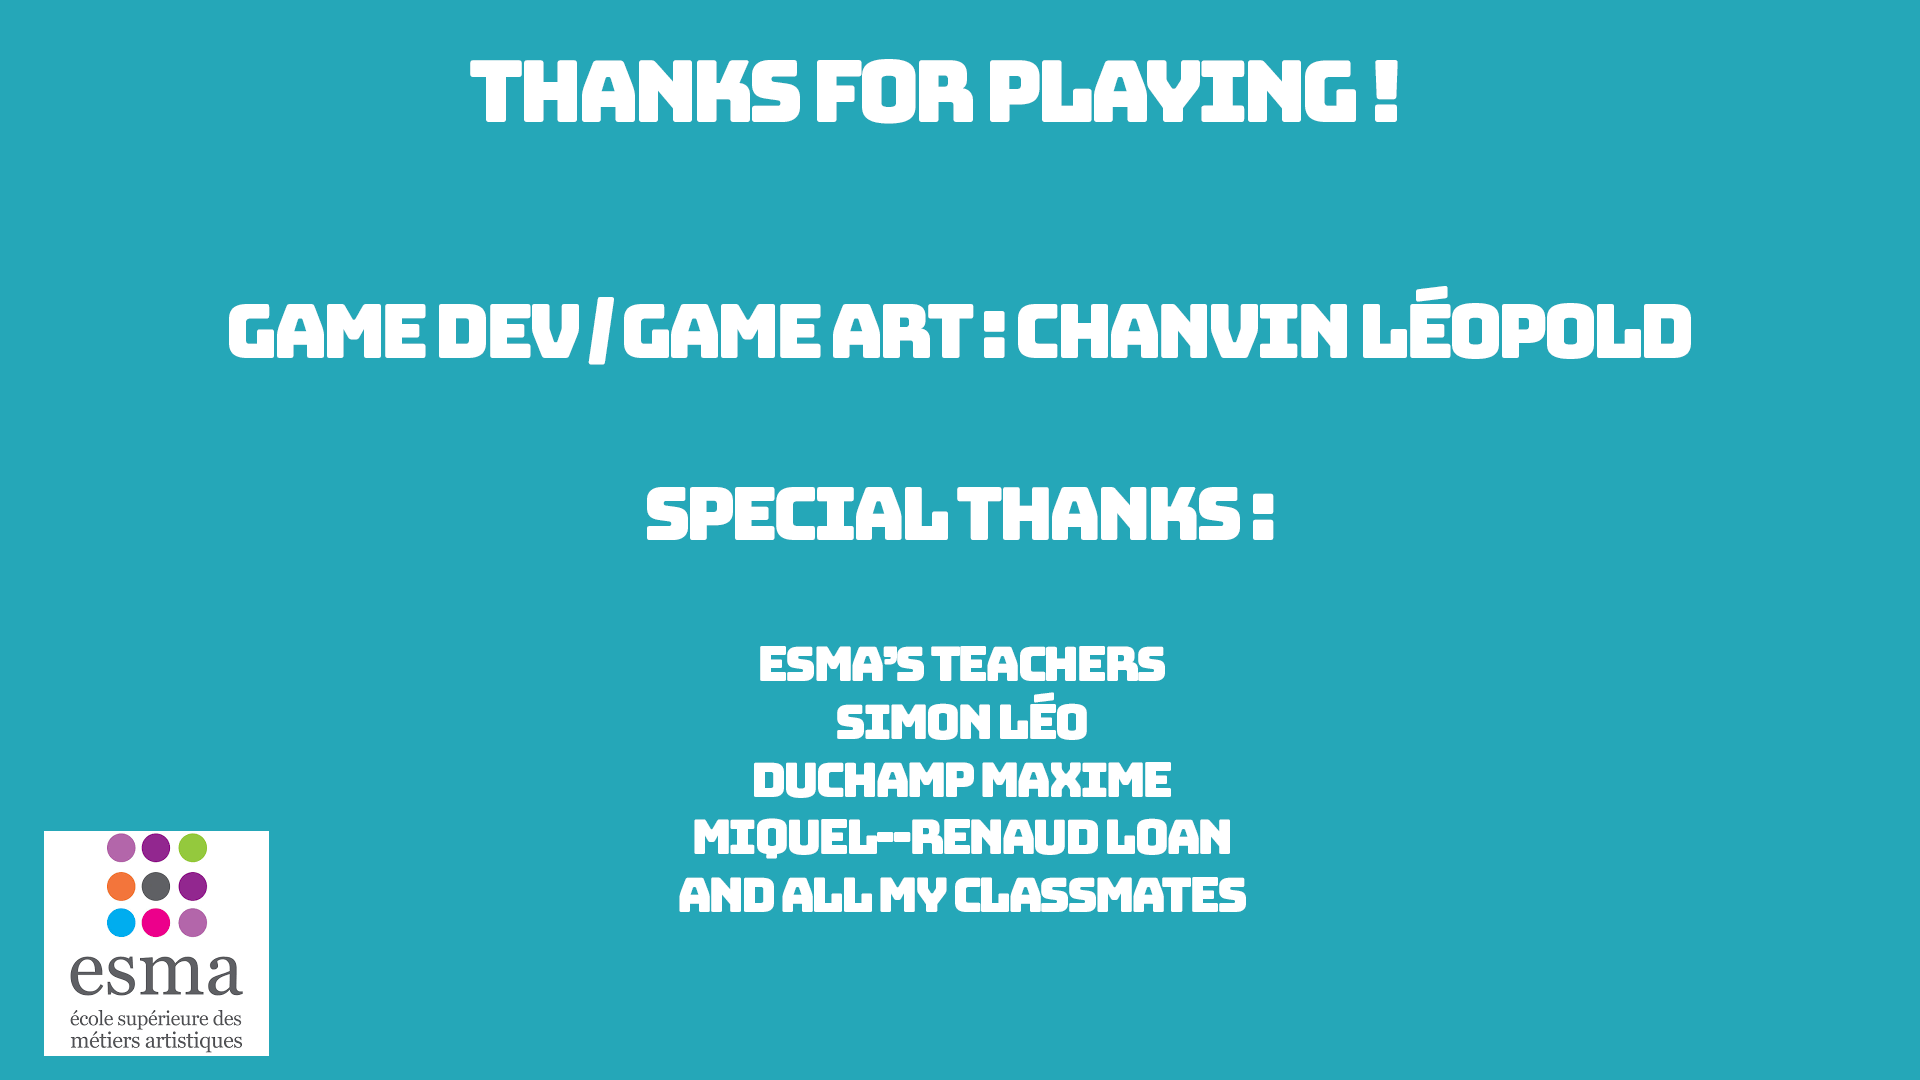 THANKS FOR PLAYING !
GAME DEV / GAME ART : CHANVIN LÉOPOLD
SPECIAL THANKS :
ESMA'S TEACHERS
SIMON LÉO
DUCHAMP MAXIME
MIQUEL--RENAUD LOAN
AND ALL MY CLASSMATES
esma
école supérieure des
métiers artistiques